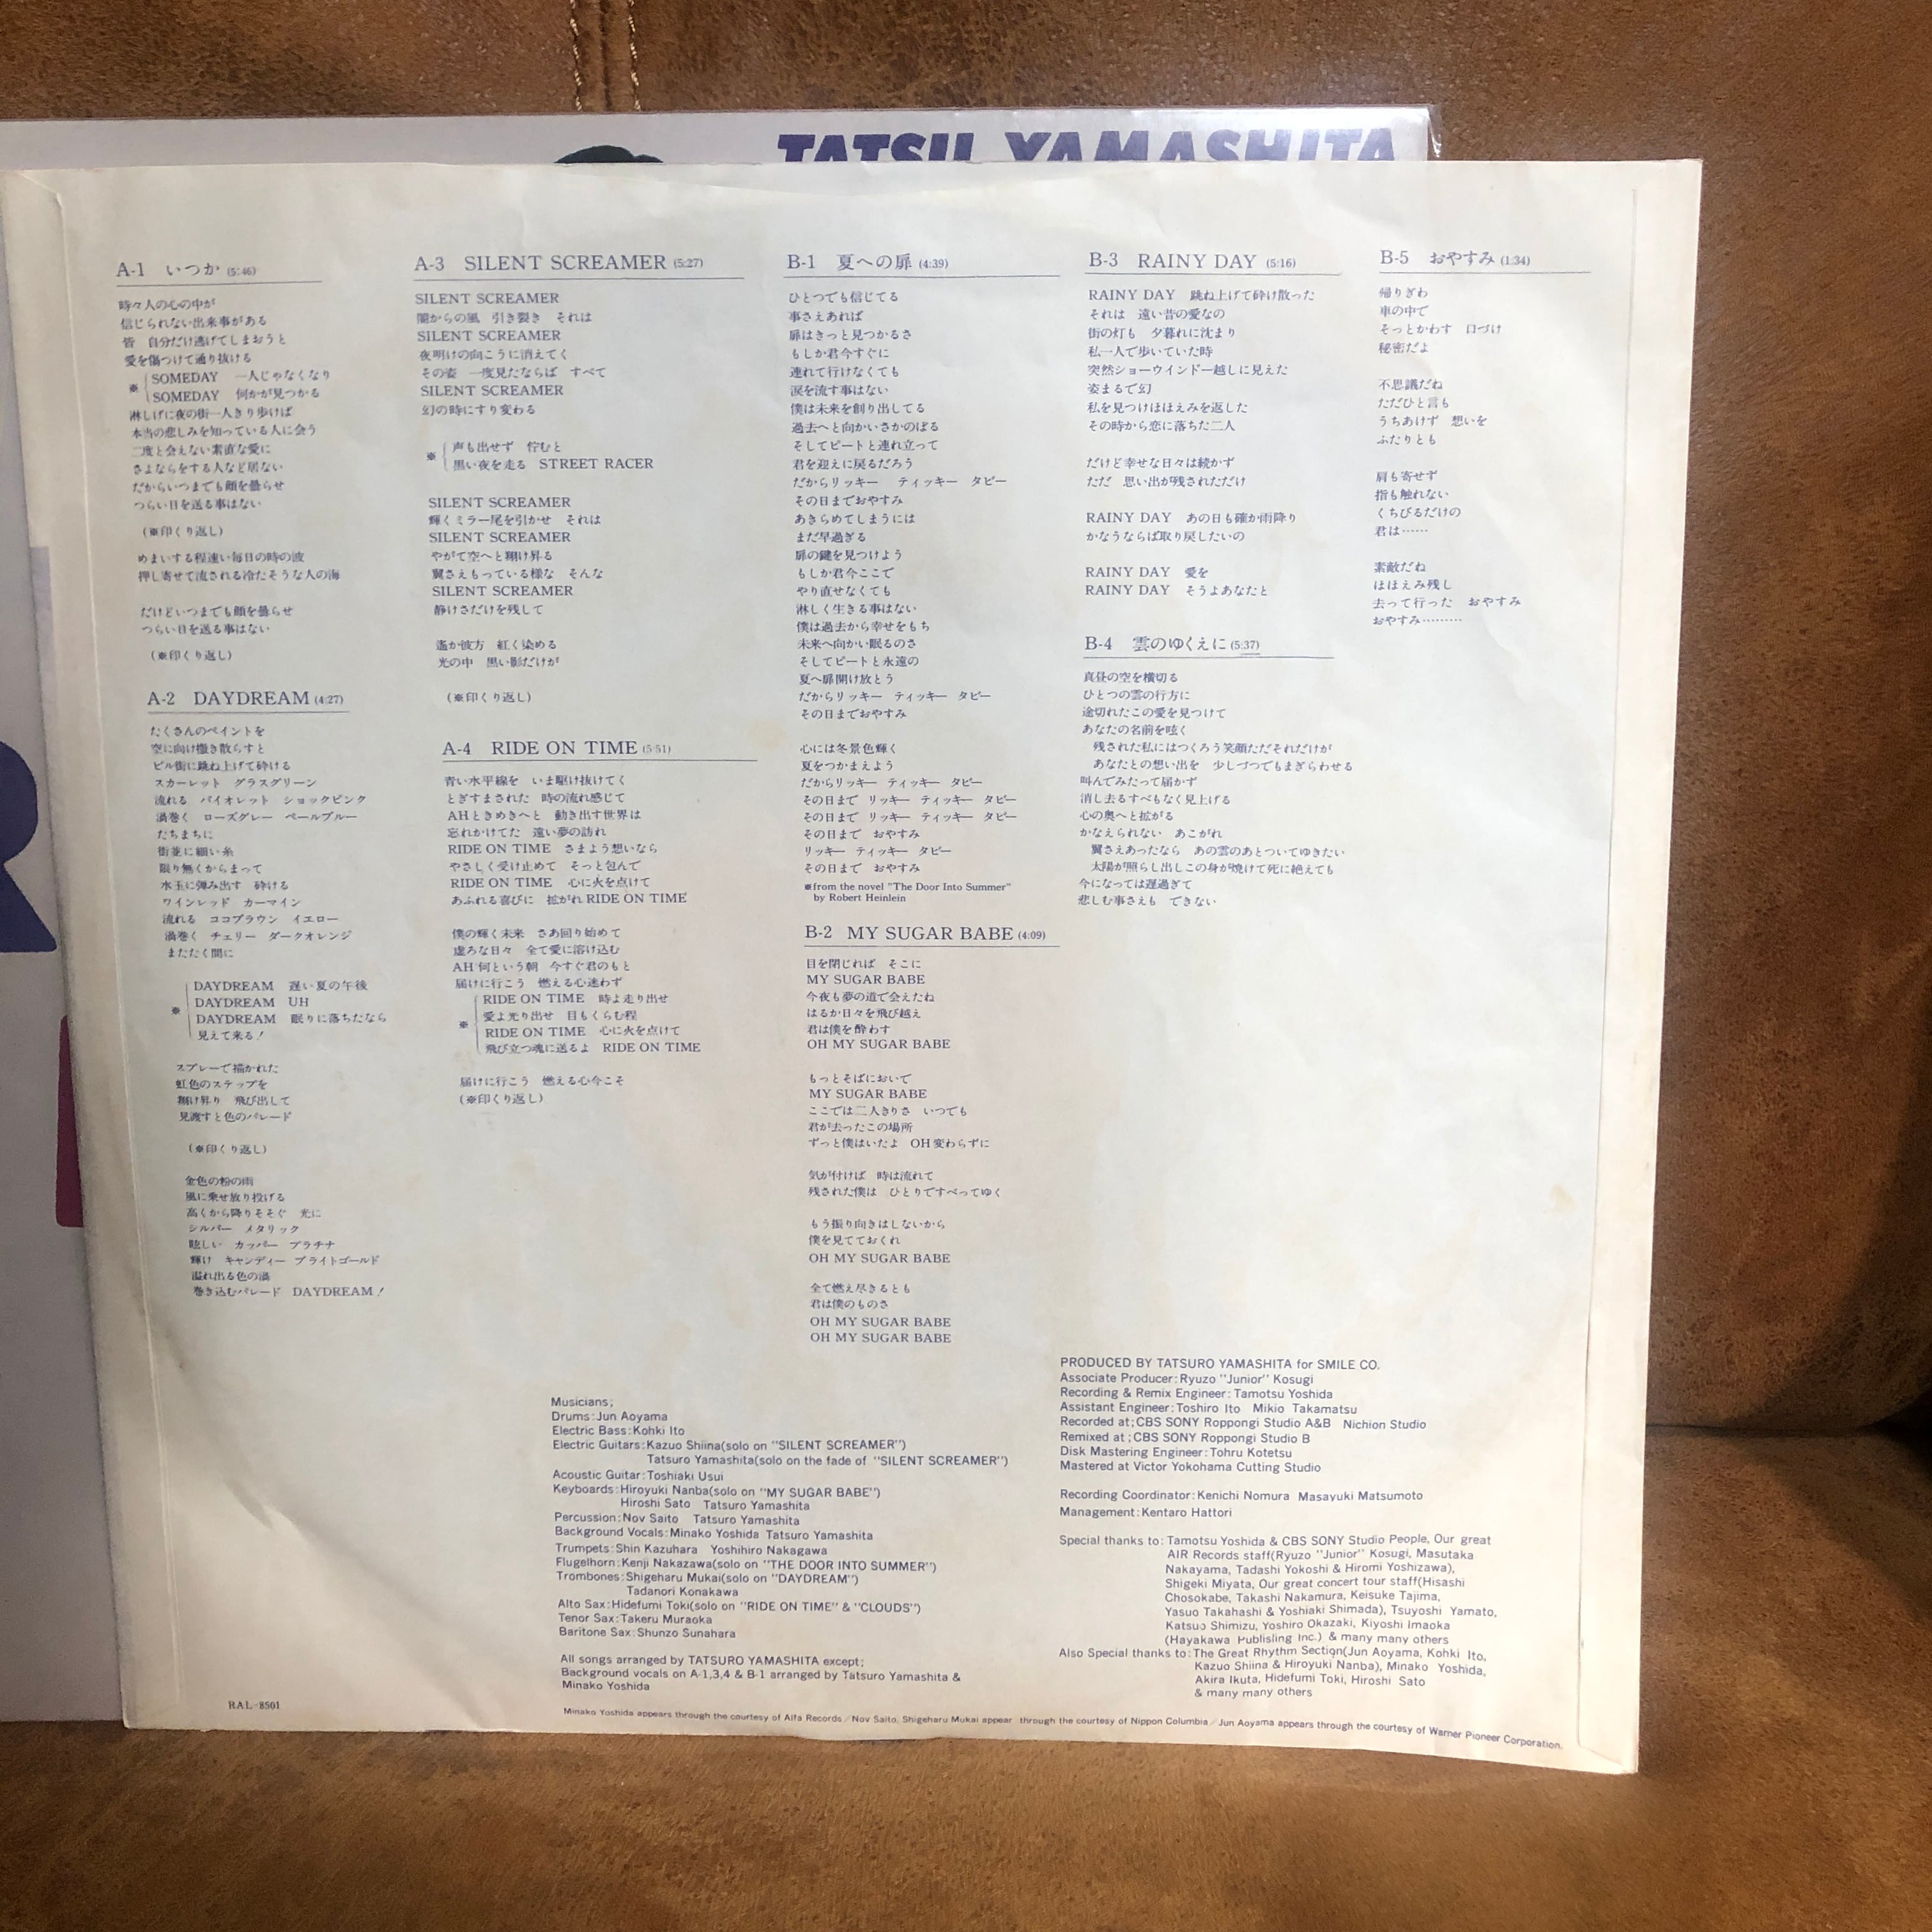 TATSU YAMASHITA
A-1 いつか (5:46)
時々人の心の中が
信じられない出来事がある
皆 自分だけ逃げてしまおうと
愛を傷つけて通り抜ける
※ SOMEDAY 一人じゃなくなり
SOMEDAY 何かが見つかる
淋しげに夜の街一人きり歩けば
本当の悲しみを知っている人に会う
二度と会えない素直な愛に
さよならをする人など居ない
だからいつまでも顔を曇らせ
つらい日を送る事はない
(※印くり返し)
めまいする程速い毎日の時の波
押し寄せて流される冷たそうな人の海
だけどいつまでも顔を曇らせ
つらい日を送る事はない
(※印くり返し)
A-2 DAYDREAM (4:27)
たくさんのペイントを
空に向け撒き散らすと
ビル街に跳ね上げて砕ける
スカーレット グラスグリーン
流れる バイオレット ショックピンク
渦巻く ローズグレー ペールブルー
たちまちに
街並に細い糸
限り無くからまって
水玉に弾み出す 砕ける
ワインレッド カーマイン
流れる ココブラウン イエロー
渦巻く チェリー ダークオレンジ
またたく間に
※ DAYDREAM 遅い夏の午後
DAYDREAM UH
DAYDREAM 眠りに落ちたなら
見えて来る!
スプレーで描かれた
虹色のステップを
翔け昇り 飛び出して
見渡すと色のパレード
(※印くり返し)
金色の粉の雨
風に乗せ放り投げる
高くから降りそそぐ 光に
シルバー メタリック
眩しい カッパー プラチナ
輝け キャンディー ブライトゴールド
溢れ出る色の渦
巻き込むパレード DAYDREAM!
A-3 SILENT SCREAMER (5:27)
SILENT SCREAMER
闇からの風 引き裂き それは
SILENT SCREAMER
夜明けの向こうに消えてく
その姿 一度見たならば すべて
SILENT SCREAMER
幻の時にすり変わる
※ 声も出せず 佇むと
黒い夜を走る STREET RACER
SILENT SCREAMER
輝くミラー尾を引かせ それは
SILENT SCREAMER
やがて空へと翔け昇る
翼さえもっている様な そんな
SILENT SCREAMER
静けさだけを残して
遥か彼方 紅く染める
光の中 黒い影だけが
(※印くり返し)
A-4 RIDE ON TIME (5:51)
青い水平線を いま駆け抜けてく
とぎすまされた 時の流れ感じて
AHときめきへと 動き出す世界は
忘れかけてた 遠い夢の訪れ
RIDE ON TIME さまよう想いなら
やさしく受け止めて そっと包んで
RIDE ON TIME 心に火を点けて
あふれる喜びに 拡がれ RIDE ON TIME
僕の輝く未来 さあ回り始めて
虚ろな日々 全て愛に溶け込む
AH 何という朝 今すぐ君のもと
届けに行こう 燃える心迷わず
※ RIDE ON TIME 時よ走り出せ
愛よ光り出せ 目もくらむ程
RIDE ON TIME 心に火を点けて
飛び立つ魂に送るよ RIDE ON TIME
届けに行こう 燃える心今こそ
(※印くり返し)
B-1 夏への扉 (4:39)
ひとつでも信じてる
事さえあれば
扉はきっと見つかるさ
もしか君今すぐに
連れて行けなくても
涙を流す事はない
僕は未来を創り出してる
過去へと向かいさかのぼる
そしてピートと連れ立って
君を迎えに戻るだろう
だからリッキー ティッキー タビー
その日までおやすみ
あきらめてしまうには
まだ早過ぎる
扉の鍵を見つけよう
もしか君今ここで
やり直せなくても
淋しく生きる事はない
僕は過去から幸せをもち
未来へ向かい眠るのさ
そしてピートと永遠の
夏へ扉開け放とう
だからリッキー ティッキー タビー
その日までおやすみ
心には冬景色輝く
夏をつかまえよう
だからリッキー ティッキー タビー
その日まで リッキー ティッキー タビー
その日まで リッキー ティッキー タビー
その日まで おやすみ
リッキー ティッキー タビー
その日まで おやすみ
※from the novel "The Door Into Summer"
by Robert Heinlein
B-2 MY SUGAR BABE (4:09)
目を閉じれば そこに
MY SUGAR BABE
今夜も夢の道で会えたね
はるか日々を飛び越え
君は僕を酔わす
OH MY SUGAR BABE
もっとそばにおいで
MY SUGAR BABE
ここでは二人きりさ いつでも
君が去ったこの場所
ずっと僕はいたよ OH変わらずに
気が付けば 時は流れて
残された僕は ひとりですべってゆく
もう振り向きはしないから
僕を見てておくれ
OH MY SUGAR BABE
全て燃え尽きるとも
君は僕のものさ
OH MY SUGAR BABE
OH MY SUGAR BABE
B-3 RAINY DAY (5:16)
RAINY DAY 跳ね上げて砕け散った
それは 遠い昔の愛なの
街の灯も 夕暮れに沈まり
私一人で歩いていた時
突然ショーウインドー越しに見えた
姿まるで幻
私を見つけほほえみを返した
その時から恋に落ちた二人
だけど幸せな日々は続かず
ただ 思い出が残されただけ
RAINY DAY あの日も確か雨降り
かなうならば取り戻したいの
RAINY DAY 愛を
RAINY DAY そうよあなたと
B-4 雲のゆくえに (5:37)
真昼の空を横切る
ひとつの雲の行方に
途切れたこの愛を見つけて
あなたの名前を呟く
残された私にはつくろう笑顔ただそれだけが
あなたとの想い出を 少しづつでもまぎらわせる
叫んでみたって届かず
消し去るすべもなく見上げる
心の奥へと拡がる
かなえられない あこがれ
翼さえあったなら あの雲のあとついてゆきたい
太陽が照らし出しこの身が焼けて死に絶えても
今になっては遅過ぎて
悲しむ事さえも できない
B-5 おやすみ (1:34)
帰りぎわ
車の中で
そっとかわす 口づけ
秘密だよ
不思議だね
ただひと言も
うちあけず 想いを
ふたりとも
肩も寄せず
指も触れない
くちびるだけの
君は……
素敵だね
ほほえみ残し
去って行った おやすみ
おやすみ………
Musicians;
Drums:Jun Aoyama
Electric Bass:Kohki Ito
Electric Guitars:Kazuo Shiina(solo on "SILENT SCREAMER")
Tatsuro Yamashita(solo on the fade of "SILENT SCREAMER")
Acoustic Guitar:Toshiaki Usui
Keyboards:Hiroyuki Nanba(solo on "MY SUGAR BABE")
Hiroshi Sato Tatsuro Yamashita
Percussion:Nov Saito Tatsuro Yamashita
Background Vocals:Minako Yoshida Tatsuro Yamashita
Trumpets:Shin Kazuhara Yoshihiro Nakagawa
Flugelhorn:Kenji Nakazawa(solo on "THE DOOR INTO SUMMER")
Trombones:Shigeharu Mukai(solo on "DAYDREAM")
Tadanori Konakawa
Alto Sax:Hidefumi Toki(solo on "RIDE ON TIME" & "CLOUDS")
Tenor Sax:Takeru Muraoka
Baritone Sax:Shunzo Sunahara
All songs arranged by TATSURO YAMASHITA except;
Background vocals on A-1,3,4 & B-1 arranged by Tatsuro Yamashita &
Minako Yoshida
PRODUCED BY TATSURO YAMASHITA for SMILE CO.
Associate Producer:Ryuzo "Junior" Kosugi
Recording & Remix Engineer:Tamotsu Yoshida
Assistant Engineer:Toshiro Ito Mikio Takamatsu
Recorded at;CBS SONY Roppongi Studio A&B Nichion Studio
Remixed at;CBS SONY Roppongi Studio B
Disk Mastering Engineer:Tohru Kotetsu
Mastered at Victor Yokohama Cutting Studio
Recording Coordinator:Kenichi Nomura Masayuki Matsumoto
Management:Kentaro Hattori
Special thanks to:Tamotsu Yoshida & CBS SONY Studio People, Our great
AIR Records staff(Ryuzo "Junior" Kosugi, Masutaka
Nakayama, Tadashi Yokoshi & Hiromi Yoshizawa),
Shigeki Miyata, Our great concert tour staff(Hisashi
Chosokabe, Takashi Nakamura, Keisuke Tajima,
Yasuo Takahashi & Yoshiaki Shimada), Tsuyoshi Yamato,
Katsuo Shimizu, Yoshiro Okazaki, Kiyoshi Imaoka
(Hayakawa Publisling Inc.) & many many others
Also Special thanks to:The Great Rhythm Section(Jun Aoyama, Kohki Ito,
Kazuo Shiina & Hiroyuki Nanba), Minako Yoshida,
Akira Ikuta, Hidefumi Toki, Hiroshi Sato
& many many others
RAL-8501
Minako Yoshida appears through the courtesy of Alfa Records/Nov Saito, Shigeharu Mukai appear through the courtesy of Nippon Columbia/Jun Aoyama appears through the courtesy of Warner Pioneer Corporation.